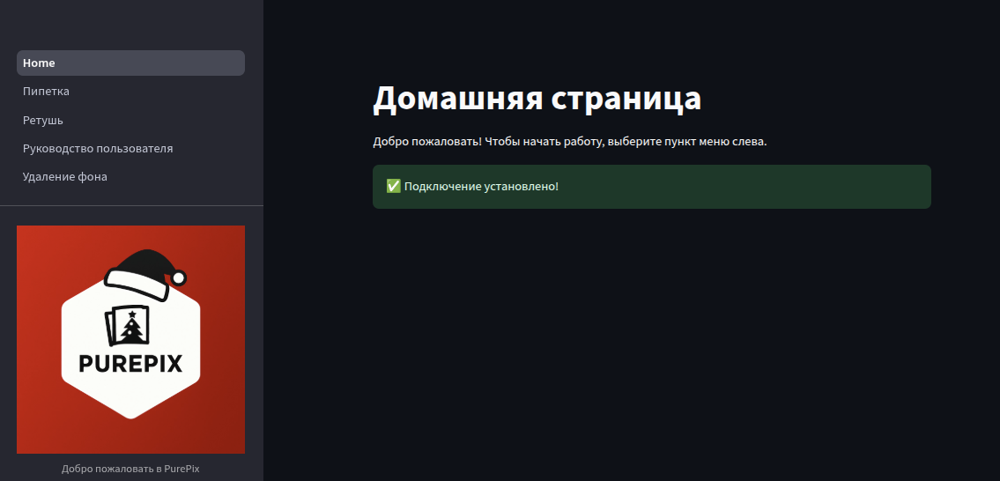 Home
Пипетка
Ретушь
Руководство пользователя
Удаление фона
PUREPIX
Добро пожаловать в PurePix
Домашняя страница
Добро пожаловать! Чтобы начать работу, выберите пункт меню слева.
✅ Подключение установлено!